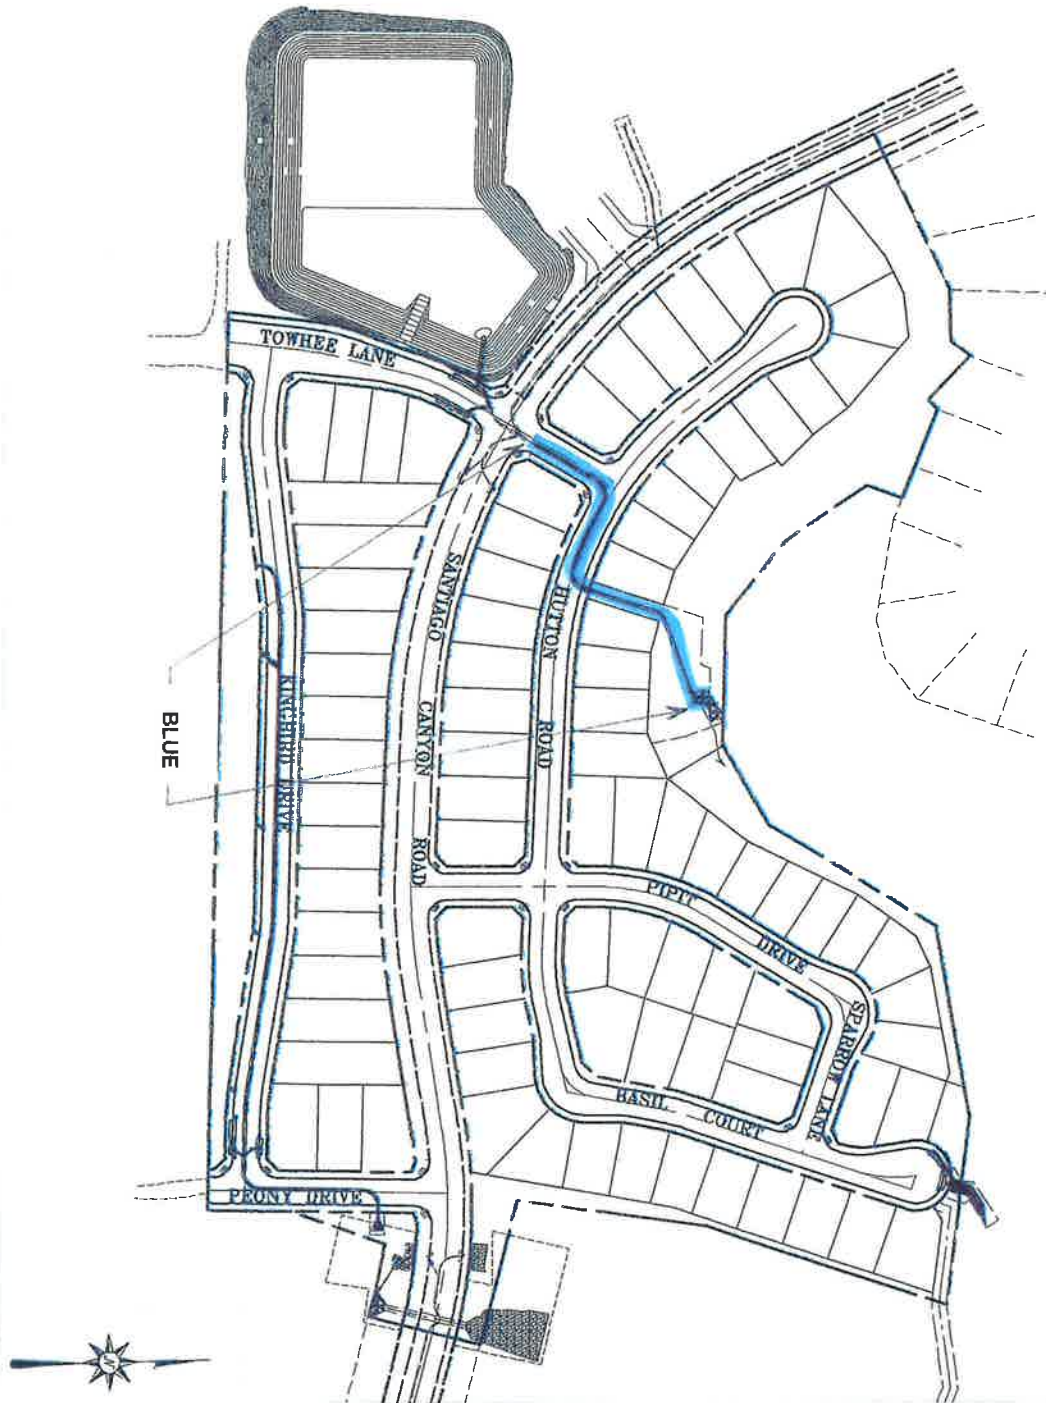 TOWHEE LANE
SANTIAGO CANYON ROAD
HUTTON ROAD
KINGBIRD DRIVE
BLUE
PIPIT DRIVE
SPARROW LANE
BASIL COURT
PEONY DRIVE
N